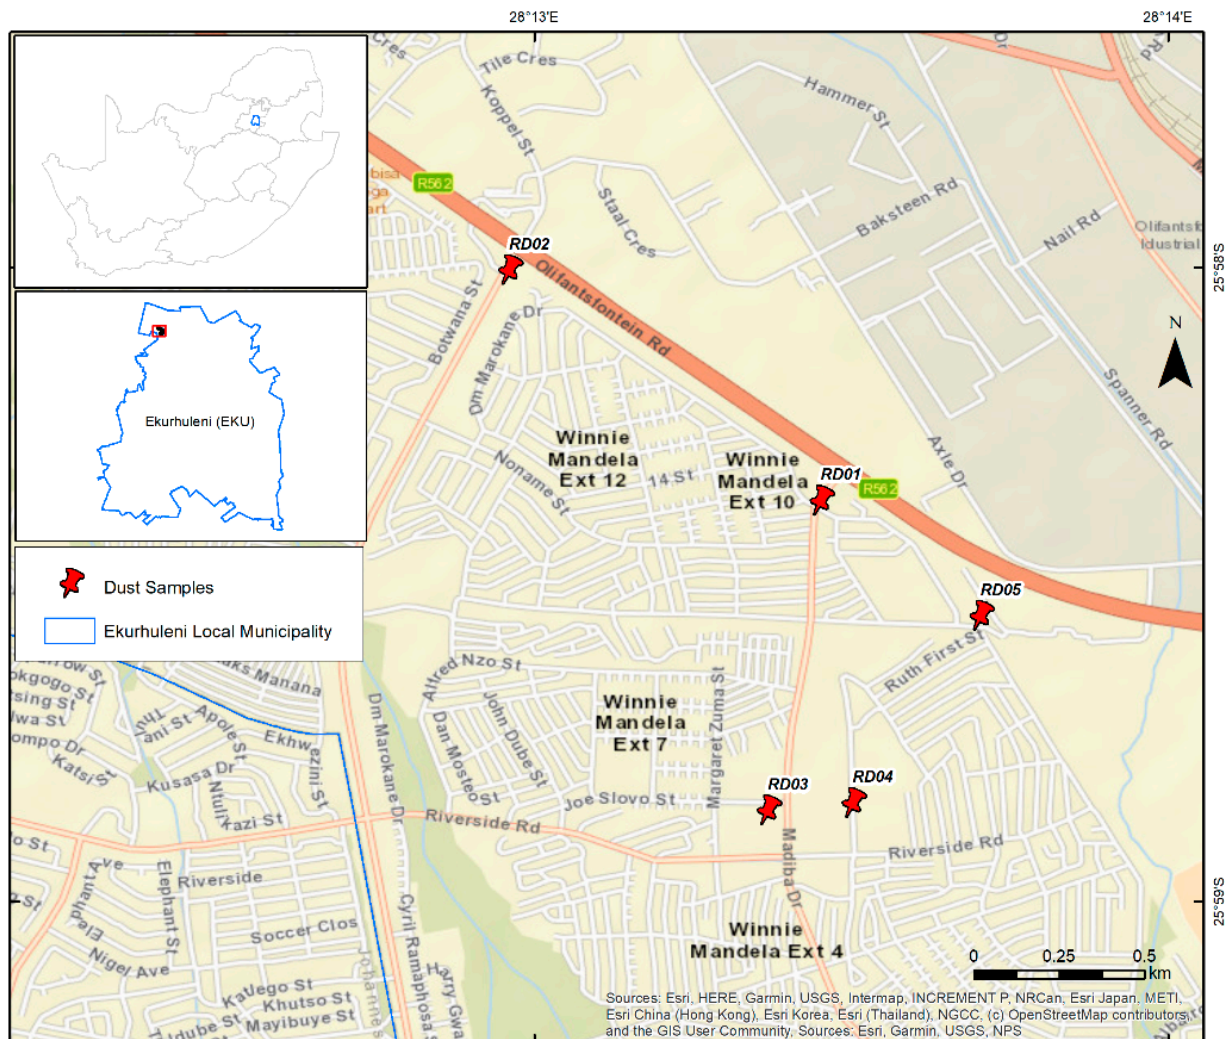 28°13'E
28°14'E
Cres
Tile Cres
Koppel St
Hammer St
Dr
Rd
R562
Staal Cres
Baksteen Rd
Nail Rd
RD02
25°58'S
Olifantsfontein Rd
Botwana St
Dm Marokane Dr
N
Ekurhuleni (EKU)
Spanner Rd
Axle Dr
Winnie
Mandela
Ext 12
Noname St
14 St
Winnie
Mandela
Ext 10
RD01
R562
Dust Samples
Ekurhuleni Local Municipality
RD05
Ruth First St
Manana
Alfred Nzo St
John Dube St
Dan Mosteo St
Winnie
Mandela
Ext 7
Margaret Zuma St
Dm Marokane Dr
Apole St
Kusasa Dr
Katsi St
RD03
RD04
Joe Slovo St
Riverside Rd
Riverside Rd
Madiba Dr
Riverside
Elephant St
Elephant Ave
Soccer Clos
Nigel Ave
Khutso St
Mayibuye St
Cyril Ramaphosa S
Harry Gwa
Winnie
Mandela Ext 4
25°59'S
0 0.25 0.5
km
Sources: Esri, HERE, Garmin, USGS, Intermap, INCREMENT P, NRCan, Esri Japan, METI,
Esri China (Hong Kong), Esri Korea, Esri (Thailand), NGCC, (c) OpenStreetMap contributors,
and the GIS User Community, Sources: Esri, Garmin, USGS, NPS